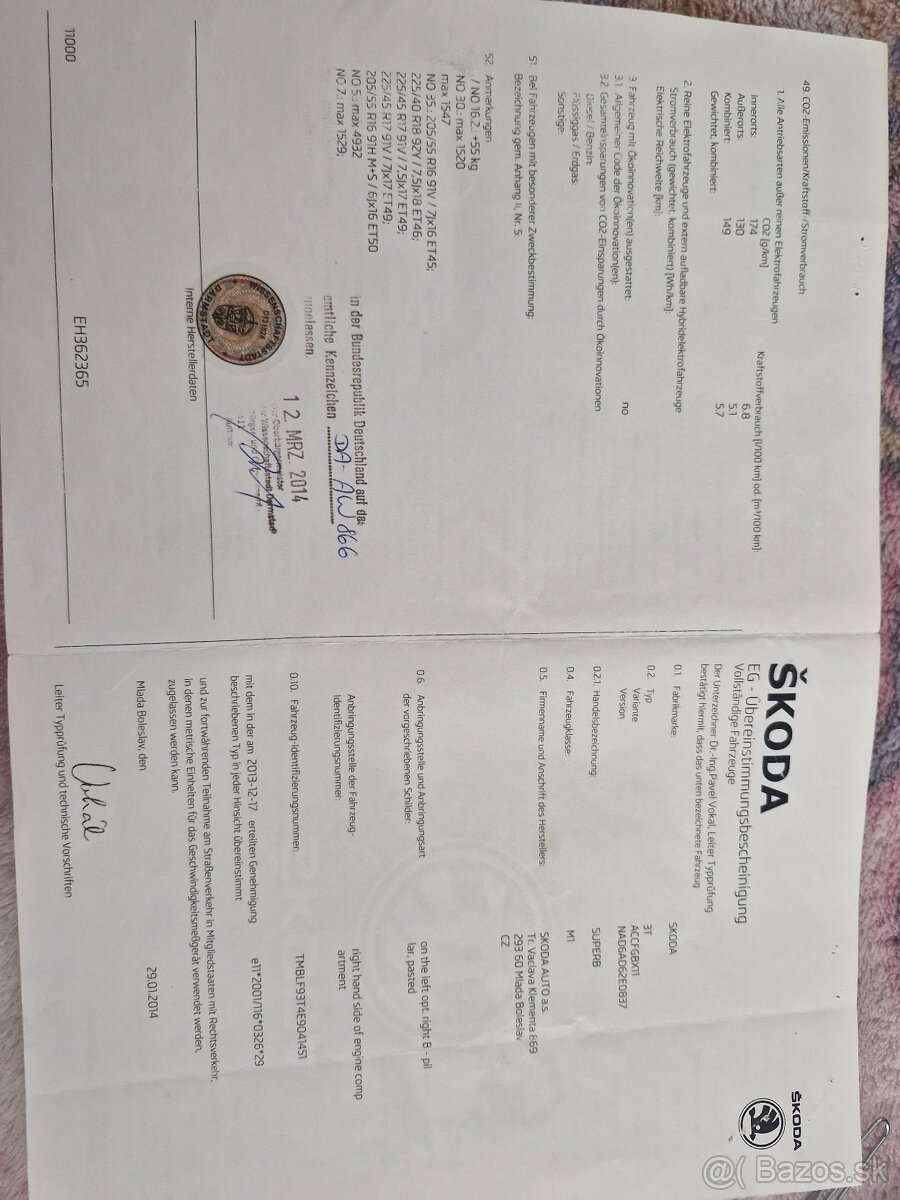 ŠKODA
ŠKODA
EG - Übereinstimmungsbescheinigung
Vollständige Fahrzeuge
Der Unterzeichner Dr.-Ing.Pavel Vokal, Leiter Typprüfung
bestätigt hiermit, dass das unten bezeichnete Fahrzeug
0.1. Fabrikmarke: SKODA
0.2. Typ 3T
Variante ACCFGBX11
Version NAD6AD62E0837
0.2.1. Handelsbezeichnung: SUPERB
0.4. Fahrzeugklasse: M1
0.5. Firmenname und Anschrift des Herstellers: SKODA AUTO a.s.
Tr. Vaclava Klementa 869
293 60 Mlada Boleslav
CZ
0.6. Anbringungsstelle und Anbringungsart on the left opt. right B - pil
der vorgeschriebenen Schilder: lar, pasted
Anbringungsstelle der Fahrzeug- right hand side of engine comp
Identifizierungsnummer: artment
0.10. Fahrzeug-Identifizierungsnummer: TMBLF93T4E9041451
mit dem in der am 2013-12-17 erteilten Genehmigung e11*2001/116*0326*29
beschriebenen Typ in jeder Hinsicht übereinstimmt
und zur fortwährenden Teilnahme am Straßenverkehr in Mitgliedstaaten mit Rechtsverkehr,
in denen metrische Einheiten für das Geschwindigkeitsmeßgerät verwendet werden,
zugelassen werden kann.
Mlada Boleslav, den 29.01.2014
Leiter Typprüfung und technische Vorschriften
49. CO2-Emissionen/Kraftstoff-/Stromverbrauch
1. Alle Antriebsarten außer reinen Elektrofahrzeugen
CO2 [g/km] Kraftstoffverbrauch [l/100 km] od. [m³/100 km]:
Innerorts: 174 6.8
Außerorts: 130 5.1
Kombiniert: 149 5.7
Gewichtet, kombiniert:
2. Reine Elektrofahrzeuge und extern aufladbare Hybridelektrofahrzeuge
Stromverbrauch (gewichtet, kombiniert) [Wh/km]:
Elektrische Reichweite [km]:
3. Fahrzeug mit Ökoinnovation(en) ausgestattet: no
3.1. Allgemeiner Code der Ökoinnovation(en):
3.2. Gesamteinsparungen von CO2-Einsparungen durch Ökoinnovationen
Diesel / Benzin:
Flüssiggas / Erdgas:
Sonstige:
51. Bei Fahrzeugen mit besonderer Zweckbestimmung:
Bezeichnung gem. Anhang II, Nr. 5:
52. Anmerkungen
/ NO 16.2.: +55 kg
NO 30.: max 1520
max 1547
NO 35.: 205/55 R16 91V / 7Jx16 ET45;
225/40 R18 92Y / 7,5Jx18 ET46;
225/45 R17 91V / 7,5Jx17 ET49;
225/45 R17 91V / 7Jx17 ET49;
205/55 R16 91H M+S / 6Jx16 ET50
NO 5.: max 4932
NO 7.: max 1529;
in der Bundesrepublik Deutschland auf das
amtliche Kennzeichen DA-AW 866
zugelassen.
12. MRZ. 2014
WISSENSCHAFTSSTADT
DARMSTADT
Interne Herstellerdaten
11000 EH362365
@( Bazos.sk